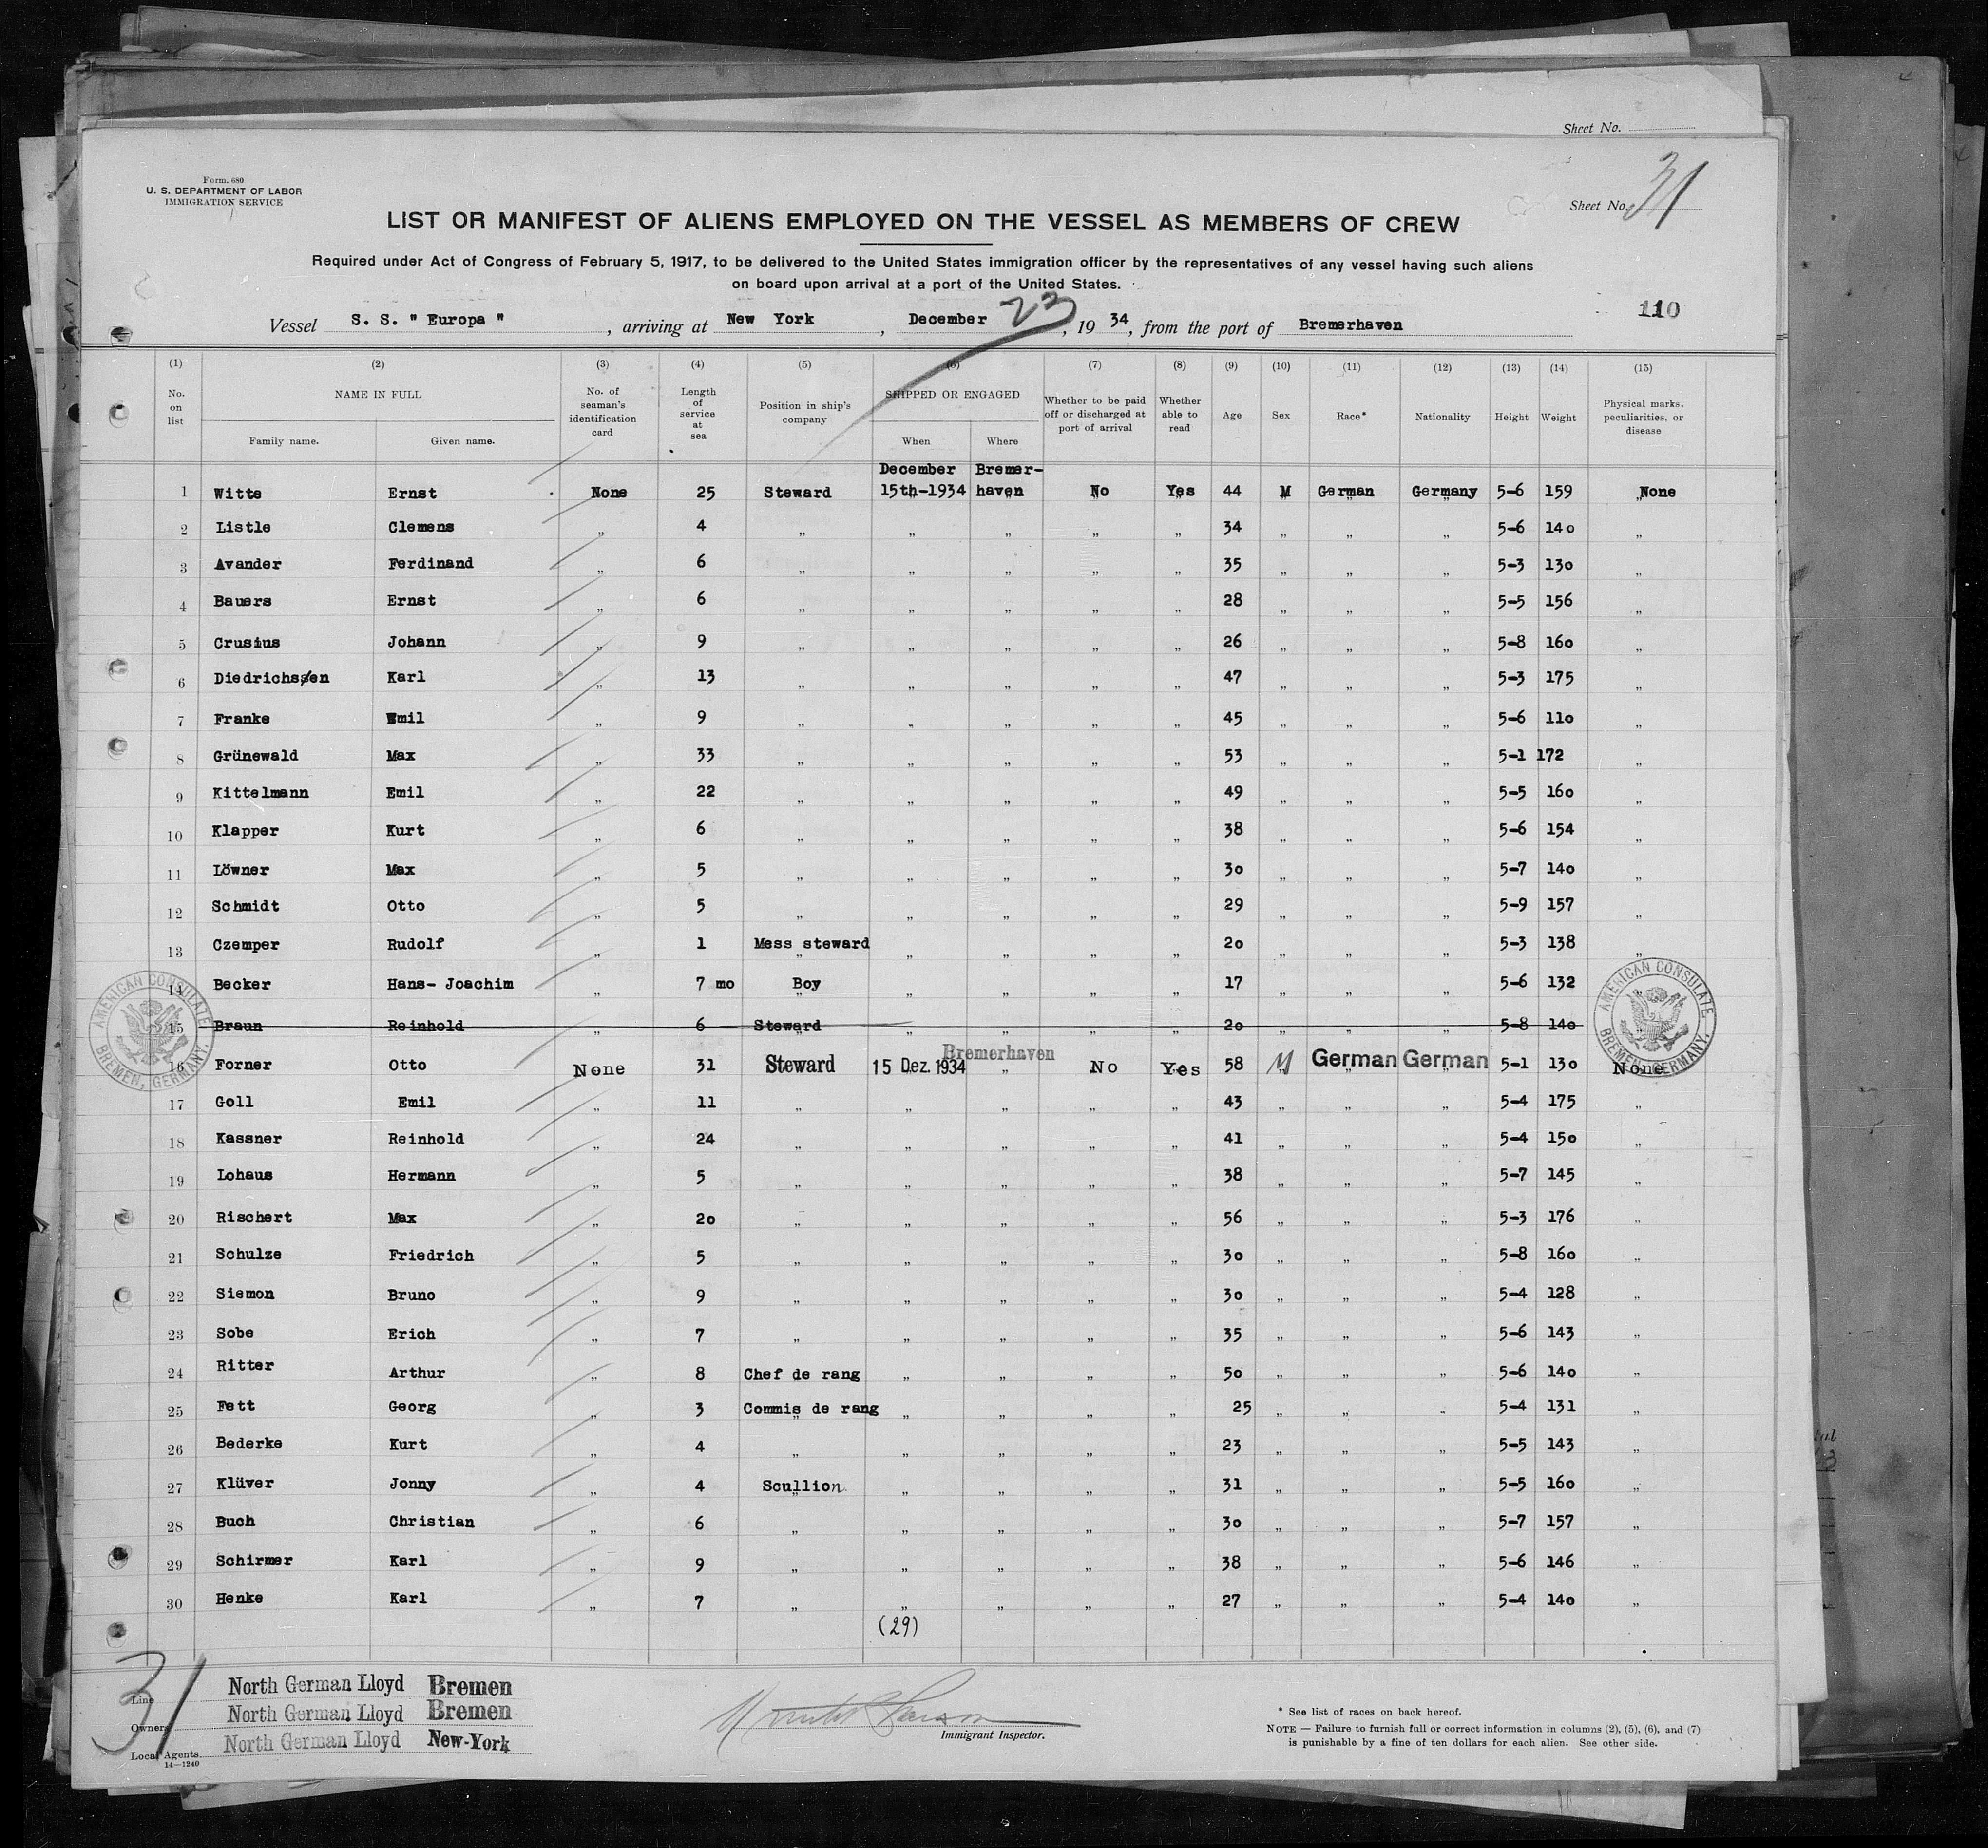 Sheet No.
Form. 680
U. S. DEPARTMENT OF LABOR
IMMIGRATION SERVICE
Sheet No. 31
LIST OR MANIFEST OF ALIENS EMPLOYED ON THE VESSEL AS MEMBERS OF CREW
Required under Act of Congress of February 5, 1917, to be delivered to the United States immigration officer by the representatives of any vessel having such aliens
on board upon arrival at a port of the United States.
110
Vessel S. S. " Europa " , arriving at New York , December 23 , 19 34, from the port of Bremerhaven
(1) (2) (3) (4) (5) (6) (7) (8) (9) (10) (11) (12) (13) (14) (15)
No. on list NAME IN FULL Family name. Given name. No. of seaman's identification card Length of service at sea Position in ship's company SHIPPED OR ENGAGED When Where Whether to be paid off or discharged at port of arrival Whether able to read Age Sex Race* Nationality Height Weight Physical marks, peculiarities, or disease
December Bremer-
1 Witte Ernst None 25 Steward 15th-1934 haven No Yes 44 M German Germany 5-6 159 None
2 Listle Clemens „ 4 „ „ „ „ „ 34 „ „ „ 5-6 140 „
3 Avander Ferdinand „ 6 „ „ „ „ „ 35 „ „ „ 5-3 130 „
4 Bauers Ernst „ 6 „ „ „ „ „ 28 „ „ „ 5-5 156 „
5 Crusius Johann „ 9 „ „ „ „ „ 26 „ „ „ 5-8 160 „
6 Diedrichsen Karl „ 13 „ „ „ „ „ 47 „ „ „ 5-3 175 „
7 Franke Emil „ 9 „ „ „ „ „ 45 „ „ „ 5-6 110 „
8 Grünewald Max „ 33 „ „ „ „ „ 53 „ „ „ 5-1 172 „
9 Kittelmann Emil „ 22 „ „ „ „ „ 49 „ „ „ 5-5 160 „
10 Klapper Kurt „ 6 „ „ „ „ „ 38 „ „ „ 5-6 154 „
11 Löwner Max „ 5 „ „ „ „ „ 30 „ „ „ 5-7 140 „
12 Schmidt Otto „ 5 „ „ „ „ „ 29 „ „ „ 5-9 157 „
13 Czemper Rudolf „ 1 Mess steward „ „ „ „ 20 „ „ „ 5-3 138 „
14 Becker Hans- Joachim „ 7 mo Boy „ „ „ „ 17 „ „ „ 5-6 132 „
15 Braun Reinhold „ 6 Steward „ „ „ „ 20 „ „ „ 5-8 140
16 Forner Otto None 31 Steward 15 Dez. 1934 Bremerhaven No Yes 58 M German German 5-1 130 None
17 Goll Emil „ 11 „ „ „ „ „ 43 „ „ „ 5-4 175 „
18 Kassner Reinhold „ 24 „ „ „ „ „ 41 „ „ „ 5-4 150 „
19 Lohaus Hermann „ 5 „ „ „ „ „ 38 „ „ „ 5-7 145 „
20 Rischert Max „ 20 „ „ „ „ „ 56 „ „ „ 5-3 176 „
21 Schulze Friedrich „ 5 „ „ „ „ „ 30 „ „ „ 5-8 160 „
22 Siemon Bruno „ 9 „ „ „ „ „ 30 „ „ „ 5-4 128 „
23 Sobe Erich „ 7 „ „ „ „ „ 35 „ „ „ 5-6 143 „
24 Ritter Arthur „ 8 Chef de rang „ „ „ „ 50 „ „ „ 5-6 140 „
25 Fett Georg „ 3 Commis de rang „ „ „ „ 25 „ „ „ 5-4 131 „
26 Bederke Kurt „ 4 „ „ „ „ „ 23 „ „ „ 5-5 143 „
27 Klüver Jonny „ 4 Scullion „ „ „ „ 31 „ „ „ 5-5 160 „
28 Buch Christian „ 6 „ „ „ „ „ 30 „ „ „ 5-7 157 „
29 Schirmer Karl „ 9 „ „ „ „ „ 38 „ „ „ 5-6 146 „
30 Henke Karl „ 7 „ „ „ „ „ 27 „ „ „ 5-4 140 „
(29)
AMERICAN CONSULATE. BREMEN, GERMANY.
AMERICAN CONSULATE. BREMEN, GERMANY.
31
Line North German Lloyd Bremen
Owners North German Lloyd Bremen
Local Agents. North German Lloyd New-York
14—1240
Immigrant Inspector.
* See list of races on back hereof.
NOTE — Failure to furnish full or correct information in columns (2), (5), (6), and (7)
is punishable by a fine of ten dollars for each alien. See other side.